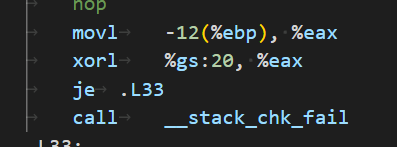 nop
movl -12(%ebp), %eax
xorl %gs:20, %eax
je .L33
call __stack_chk_fail
.L33: